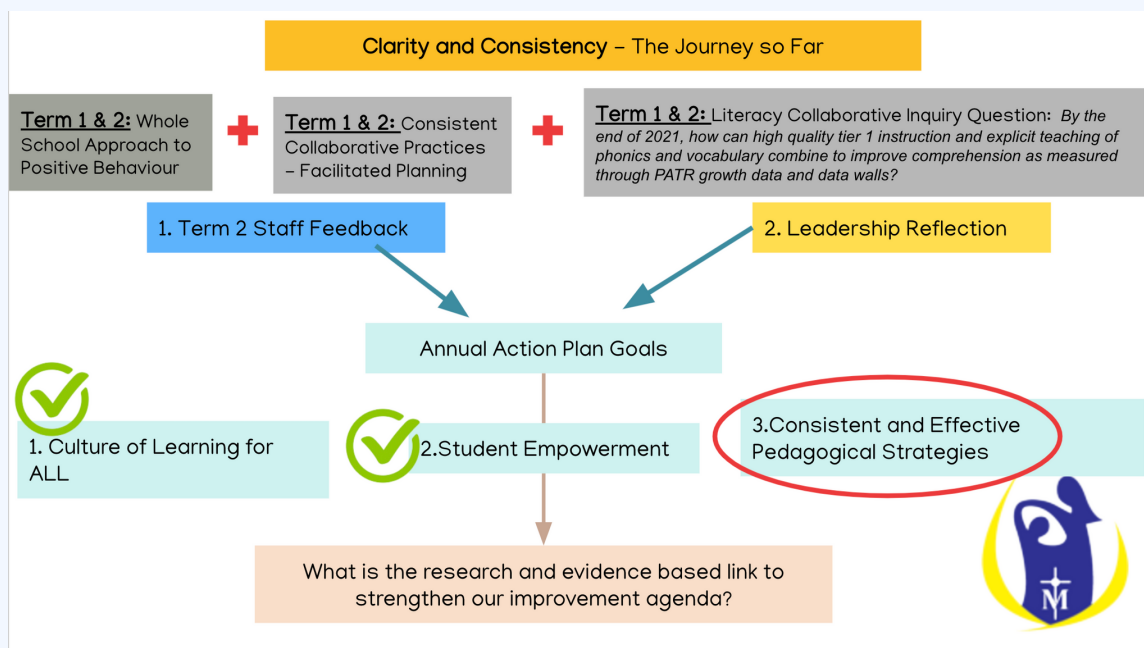 Clarity and Consistency – The Journey so Far
Term 1 & 2: Whole
School Approach to
Positive Behaviour
Term 1 & 2: Consistent
Collaborative Practices
– Facilitated Planning
Term 1 & 2: Literacy Collaborative Inquiry Question: By the
end of 2021, how can high quality tier 1 instruction and explicit teaching of
phonics and vocabulary combine to improve comprehension as measured
through PATR growth data and data walls?
1. Term 2 Staff Feedback
2. Leadership Reflection
Annual Action Plan Goals
1. Culture of Learning for
ALL
2.Student Empowerment
3.Consistent and Effective
Pedagogical Strategies
What is the research and evidence based link to
strengthen our improvement agenda?
M